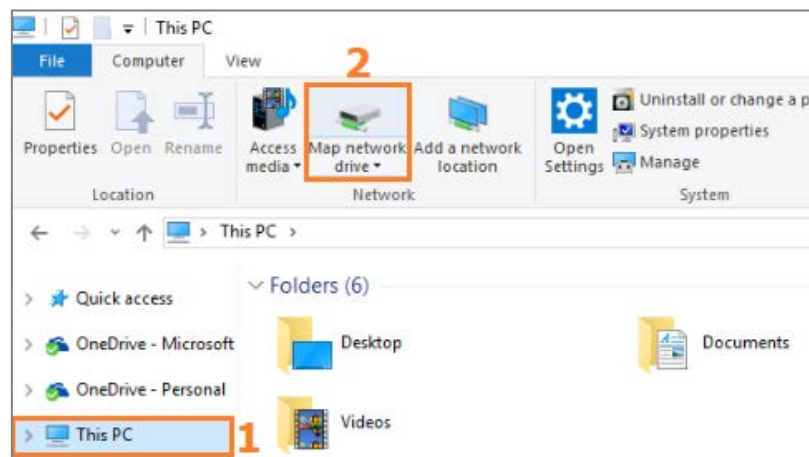 This PC
File Computer View
2
Properties Open Rename Access media Map network drive Add a network location Open Settings Uninstall or change a p
System properties
Manage
Location Network System
This PC
Folders (6)
Quick access
OneDrive - Microsoft
OneDrive - Personal
This PC 1
Desktop Documents
Videos